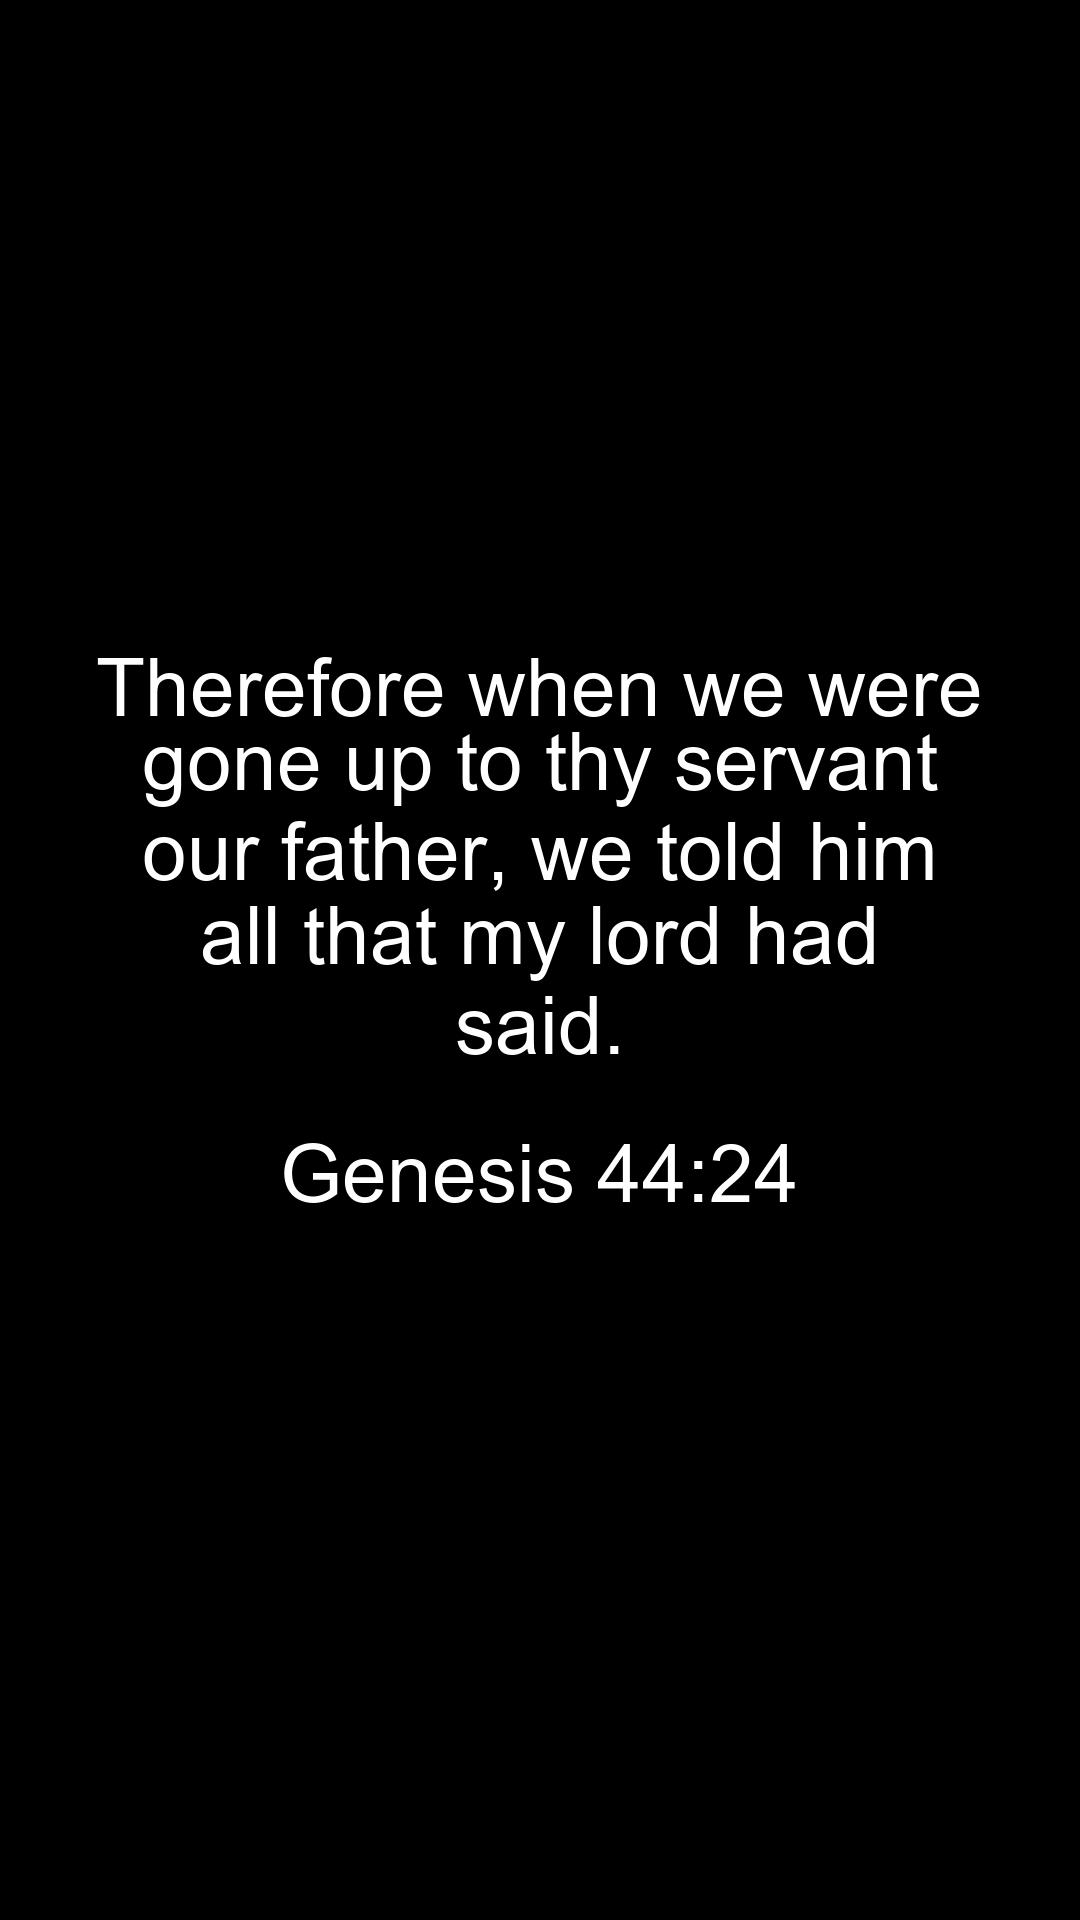 Therefore when we were
gone up to thy servant
our father, we told him
all that my lord had
said.
Genesis 44:24